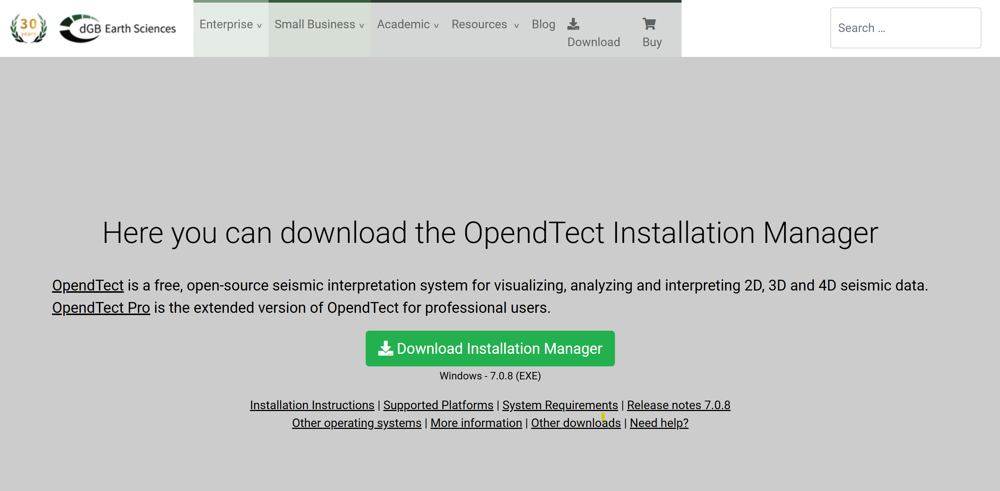 30
years
dGB Earth Sciences
Enterprise v
Small Business v
Academic v
Resources v
Blog
Download
Buy
Search ...
Here you can download the OpendTect Installation Manager
OpendTect is a free, open-source seismic interpretation system for visualizing, analyzing and interpreting 2D, 3D and 4D seismic data.
OpendTect Pro is the extended version of OpendTect for professional users.
Download Installation Manager
Windows - 7.0.8 (EXE)
Installation Instructions | Supported Platforms | System Requirements | Release notes 7.0.8
Other operating systems | More information | Other downloads | Need help?